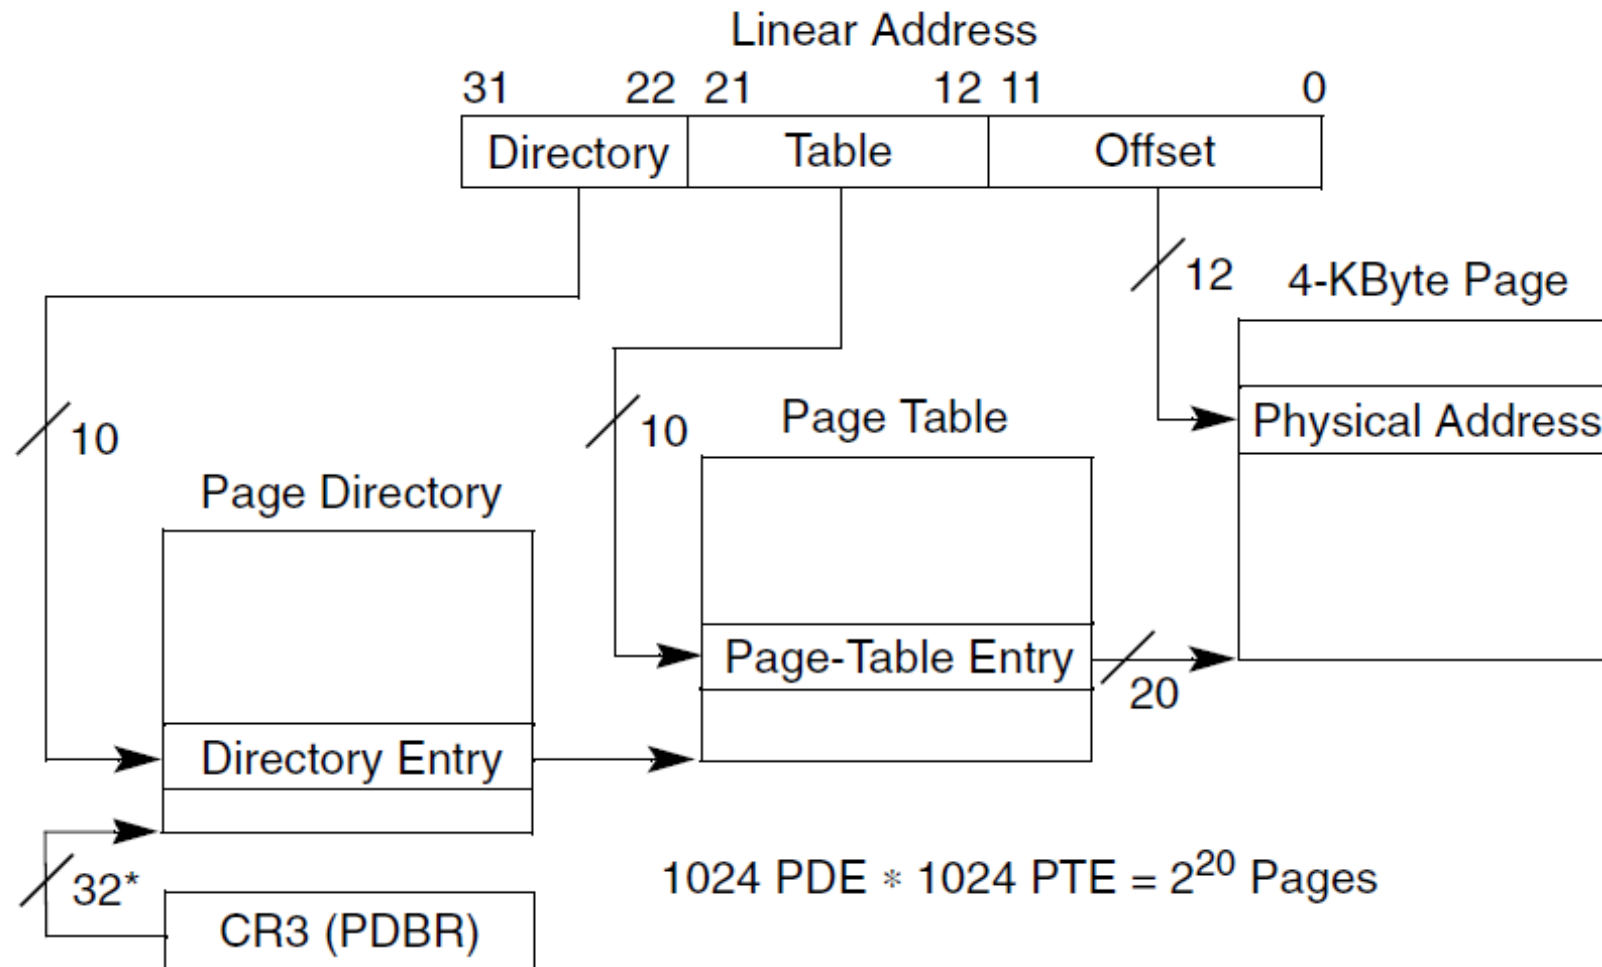 Linear Address
31 22 21 12 11 0
Directory Table Offset
12
4-KByte Page
10
10
Page Table
Physical Address
Page Directory
Page-Table Entry
20
Directory Entry
32*
1024 PDE * 1024 PTE = 2^20 Pages
CR3 (PDBR)